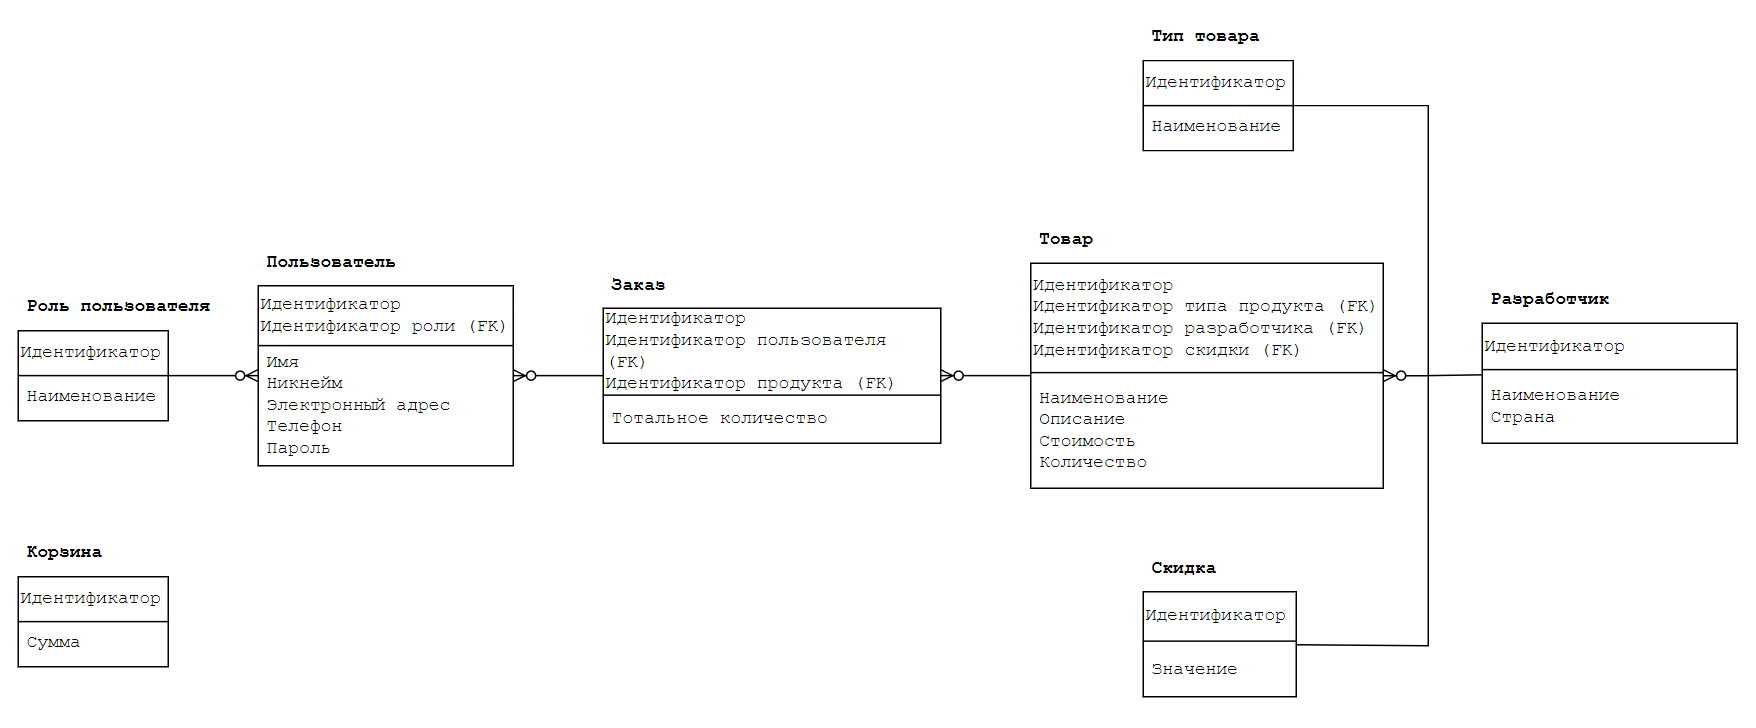 Тип товара
Идентификатор
Наименование
Роль пользователя
Идентификатор
Наименование
Пользователь
Идентификатор
Идентификатор роли (FK)
Имя
Никнейм
Электронный адрес
Телефон
Пароль
Заказ
Идентификатор
Идентификатор пользователя
(FK)
Идентификатор продукта (FK)
Тотальное количество
Товар
Идентификатор
Идентификатор типа продукта (FK)
Идентификатор разработчика (FK)
Идентификатор скидки (FK)
Наименование
Описание
Стоимость
Количество
Разработчик
Идентификатор
Наименование
Страна
Корзина
Идентификатор
Сумма
Скидка
Идентификатор
Значение